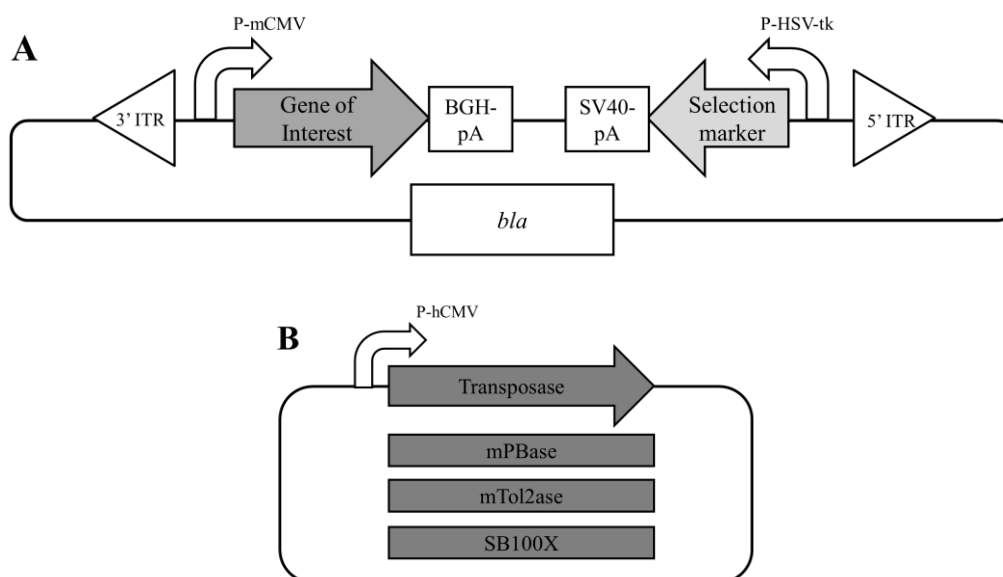 A
P-mCMV
P-HSV-tk
3' ITR
Gene of
Interest
BGH-
pA
SV40-
pA
Selection
marker
5' ITR
bla
B
P-hCMV
Transposase
mPBase
mTol2ase
SB100X